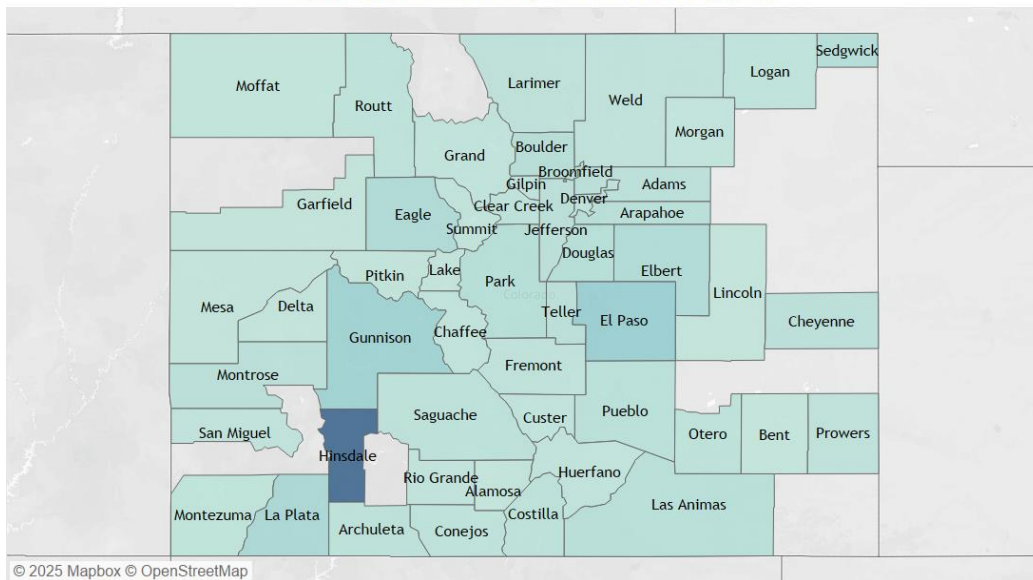 Sedgwick
Logan
Moffat
Larimer
Weld
Routt
Morgan
Boulder
Grand
Broomfield
Gilpin
Adams
Denver
Garfield
Clear Creek
Eagle
Arapahoe
Summit
Jefferson
Douglas
Lake
Elbert
Pitkin
Park
Lincoln
Colorado
Mesa
Delta
Teller
El Paso
Cheyenne
Chaffee
Gunnison
Fremont
Montrose
Saguache
Pueblo
Custer
San Miguel
Otero
Bent
Prowers
Hinsdale
Huerfano
Rio Grande
Alamosa
Las Animas
Montezuma
La Plata
Costilla
Archuleta
Conejos
© 2025 Mapbox © OpenStreetMap